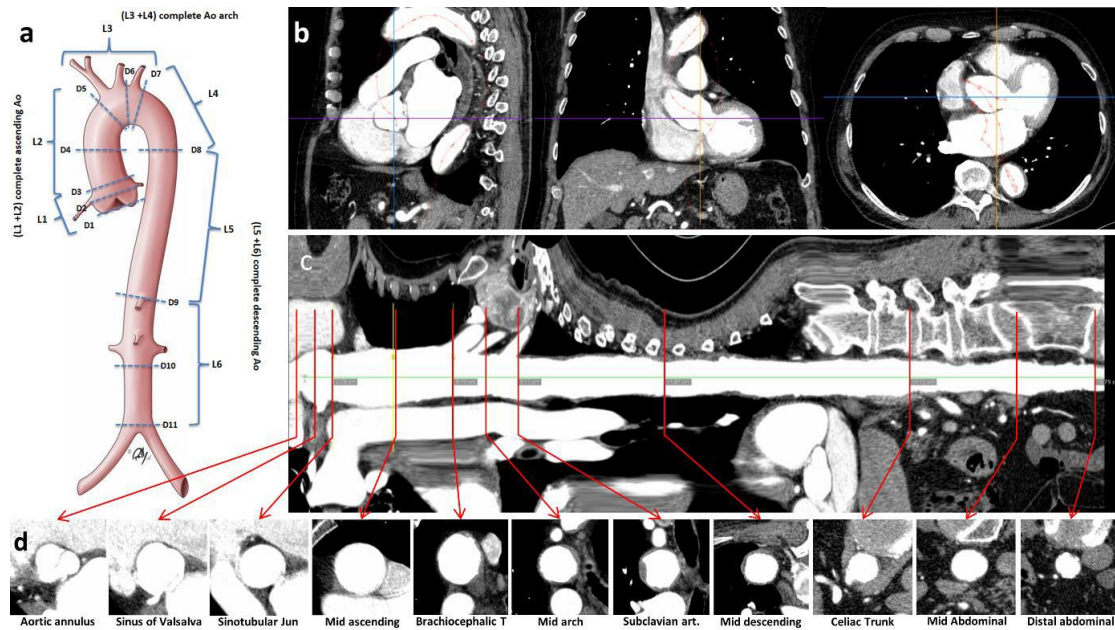 (L3 +L4) complete Ao arch
a
L3
D6
D7
D5
L4
L2
D4
D8
(L1 +L2) complete ascending Ao
D3
D2
L1
D1
L5
(L5 +L6) complete descending Ao
D9
L6
D10
D11
b
c
d
Aortic annulus
Sinus of Valsalva
Sinotubular Jun
Mid ascending
Brachiocephalic T
Mid arch
Subclavian art.
Mid descending
Celiac Trunk
Mid Abdominal
Distal abdominal